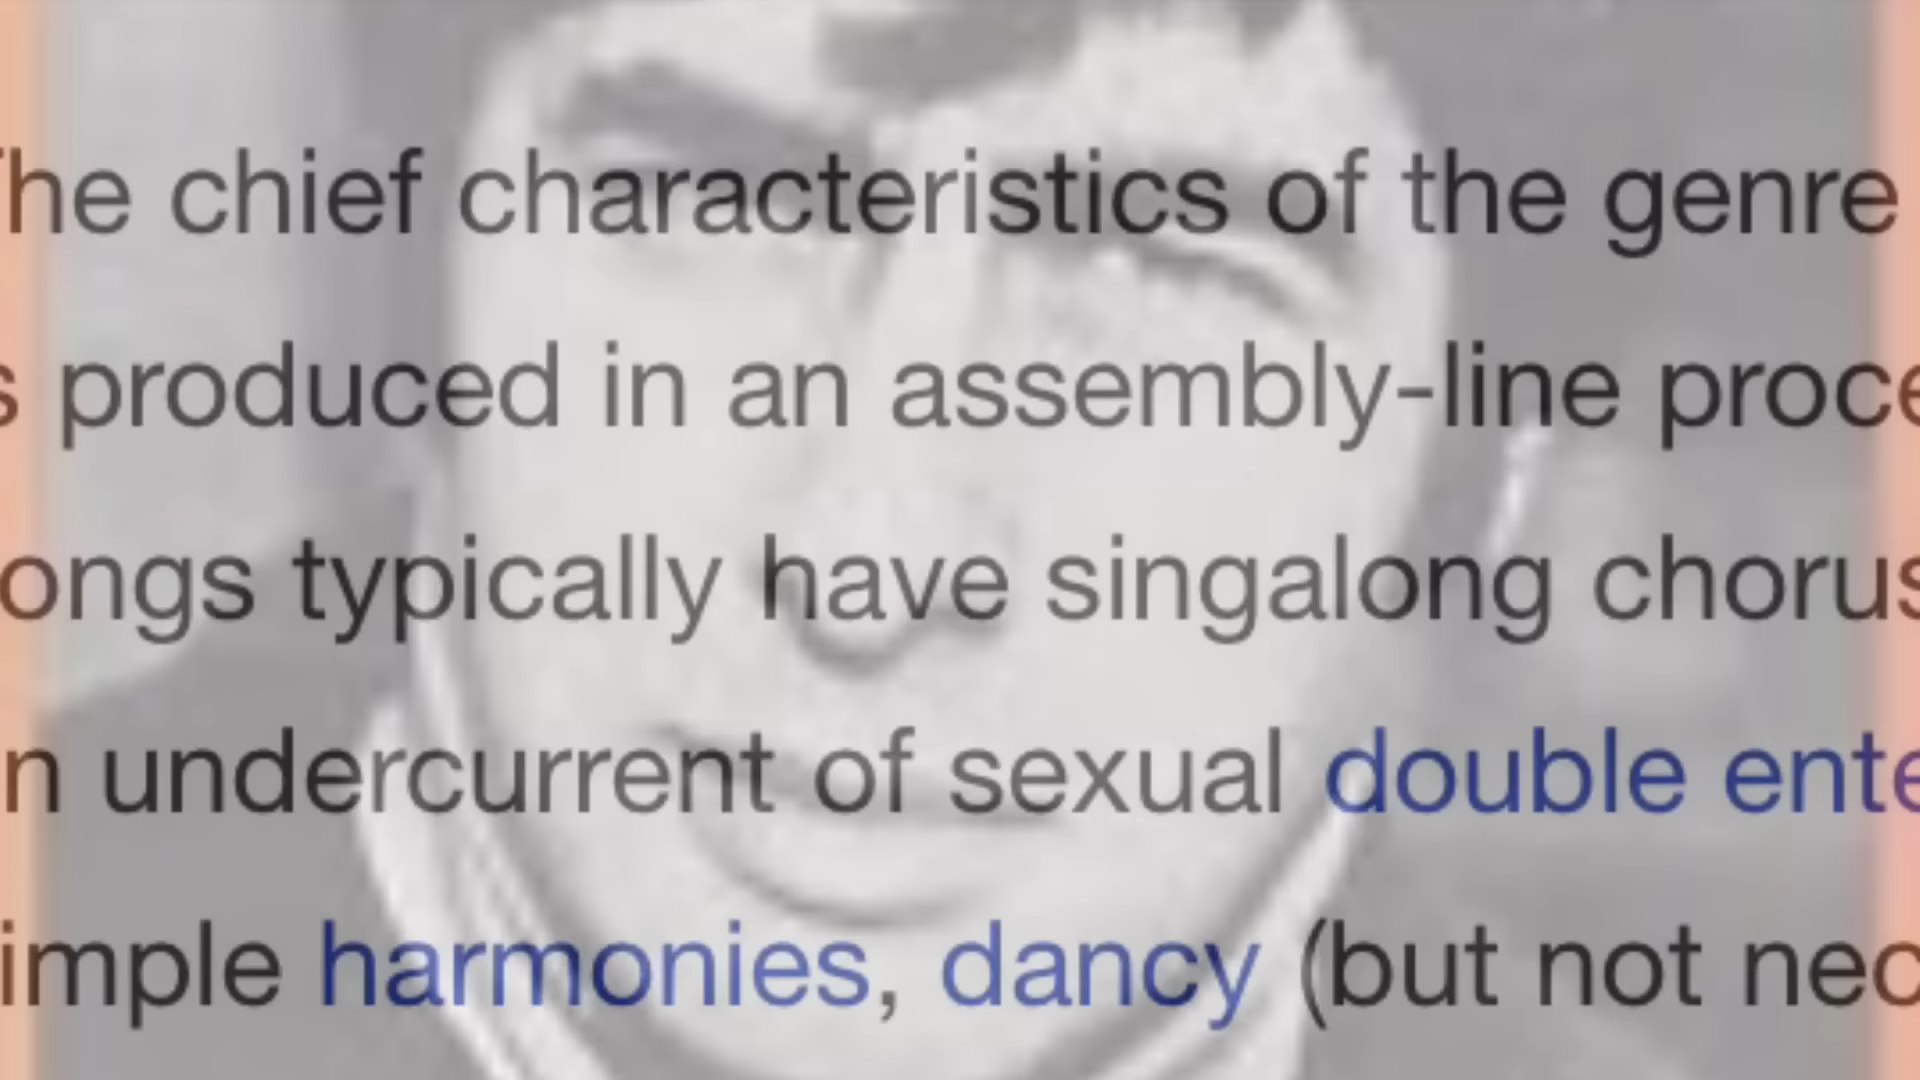 The chief characteristics of the genre
s produced in an assembly-line proce
ongs typically have singalong chorus
n undercurrent of sexual double ente
imple harmonies, dancy (but not nec